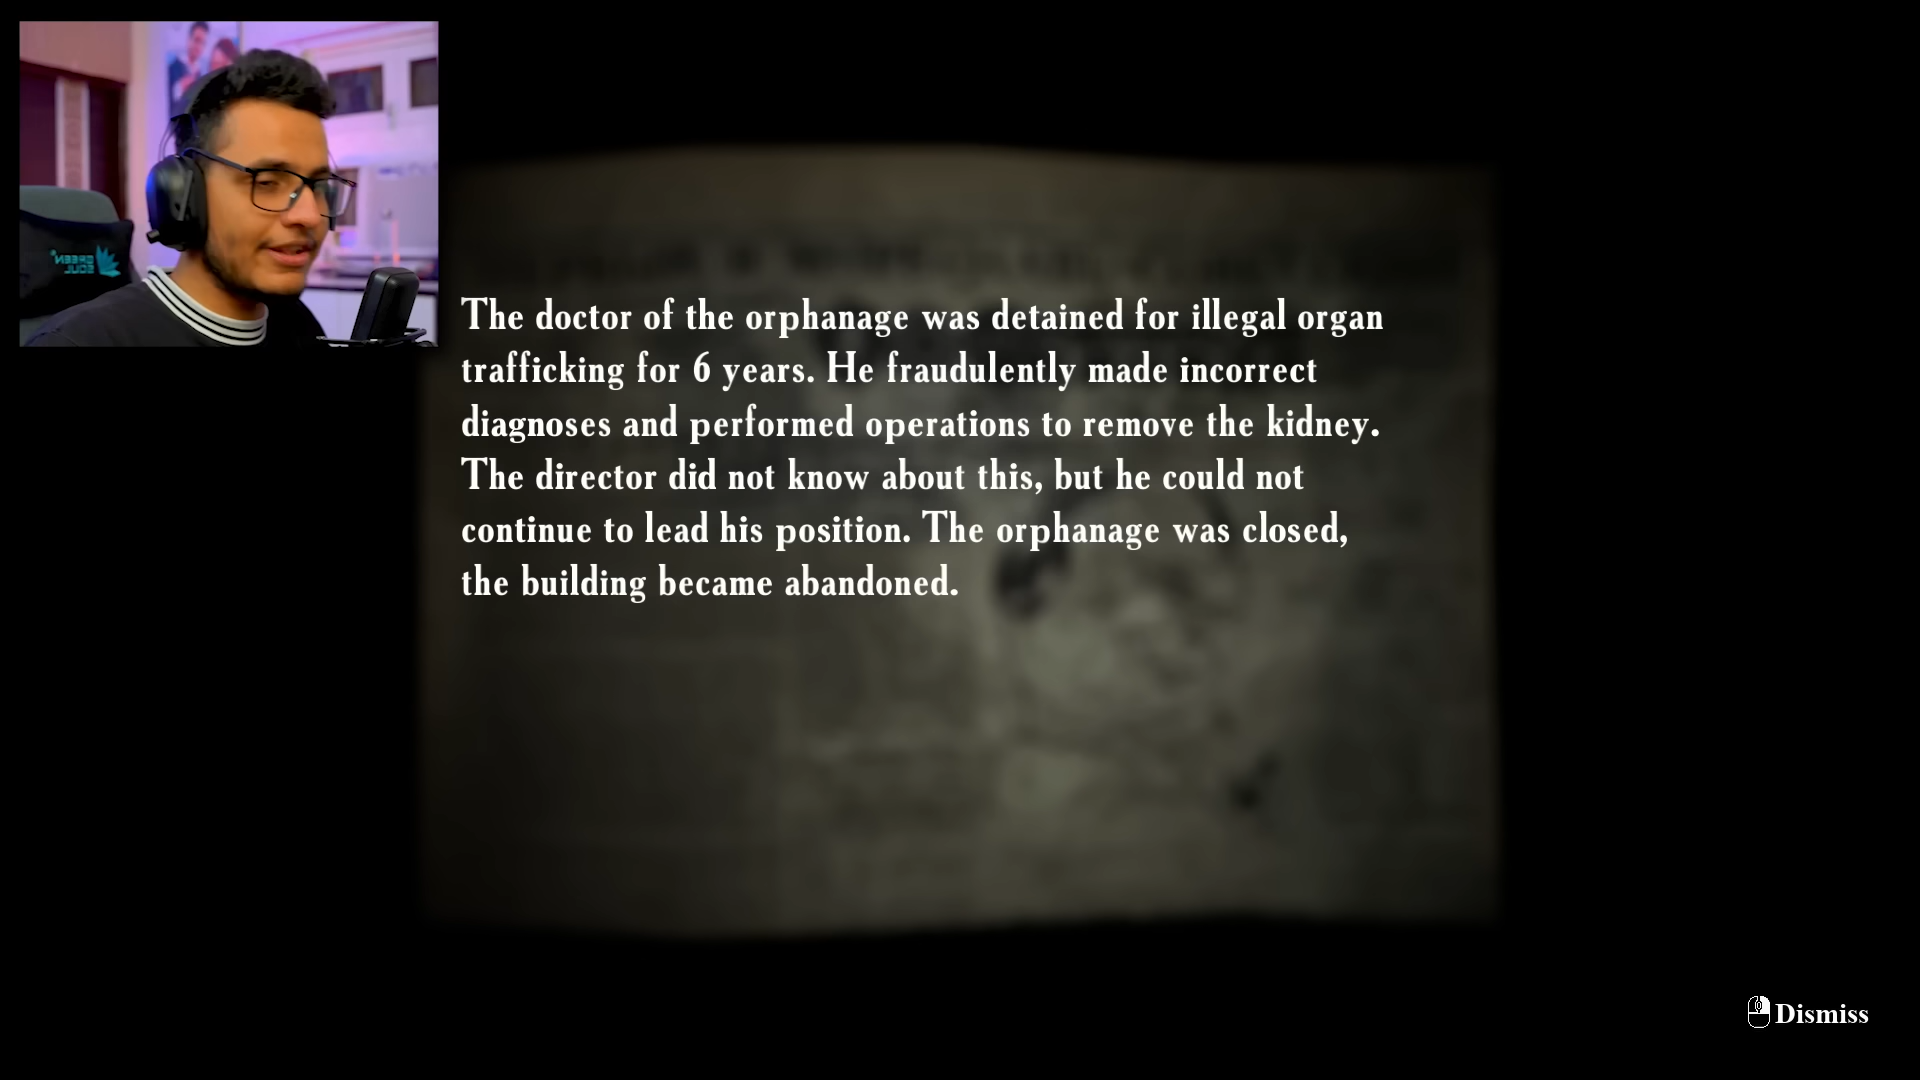 GREEN
SOUL
The doctor of the orphanage was detained for illegal organ
trafficking for 6 years. He fraudulently made incorrect
diagnoses and performed operations to remove the kidney.
The director did not know about this, but he could not
continue to lead his position. The orphanage was closed,
the building became abandoned.
Dismiss